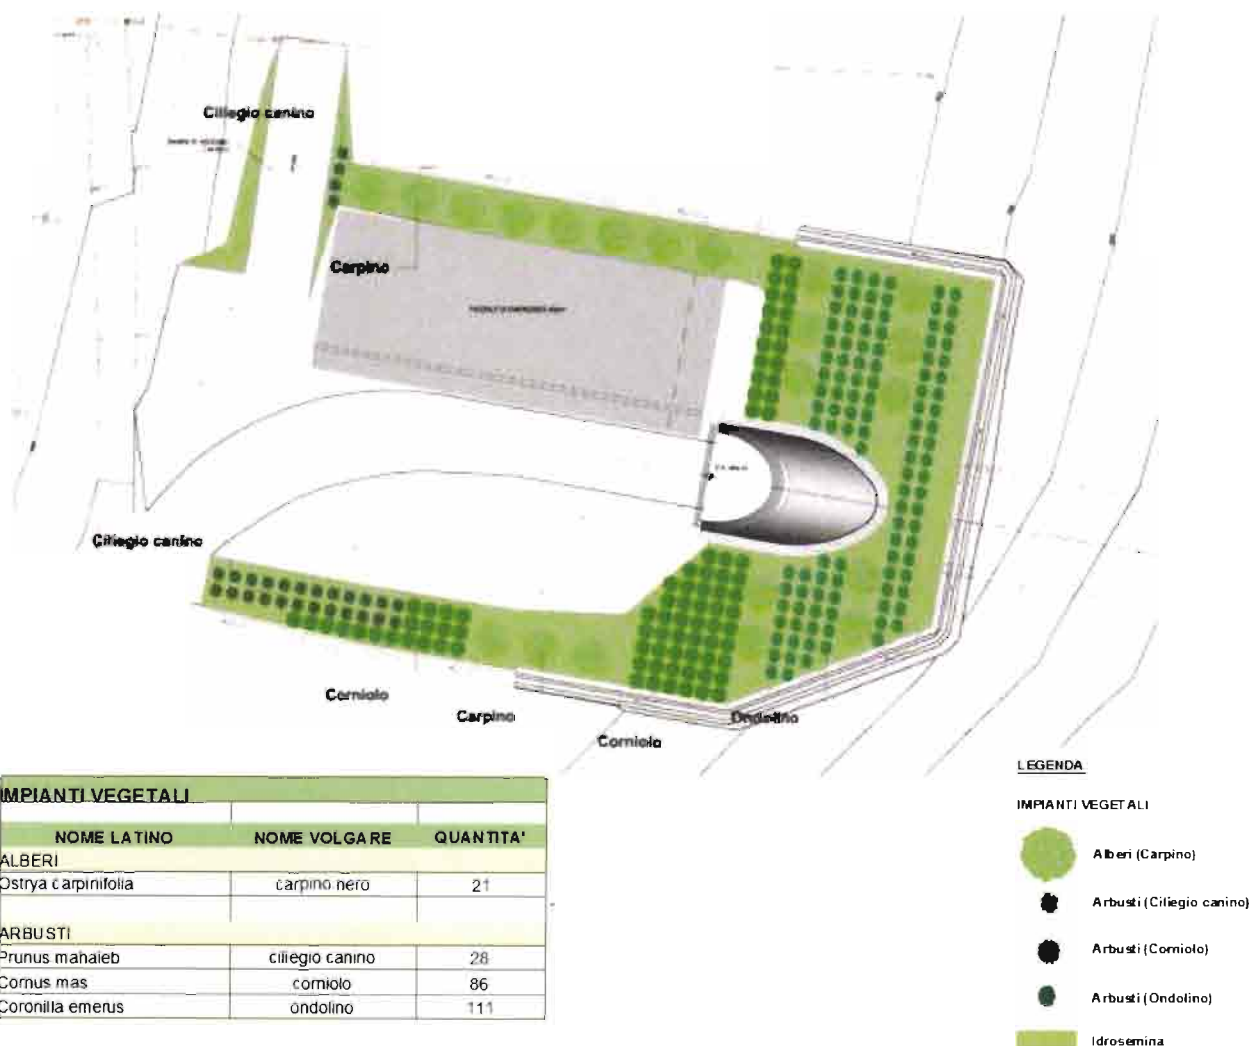 Ciliegio canino
Carpino
Ciliegio canino
Corniolo
Carpino
Corniolo
Ondolino
IMPIANTI VEGETALI
NOME LATINO NOME VOLGARE QUANTITA'
ALBERI
Ostrya carpinifolia carpino nero 21
ARBUSTI
Prunus mahaleb ciliegio canino 28
Cornus mas corniolo 86
Coronilla emerus ondolino 111
LEGENDA
IMPIANTI VEGETALI
Alberi (Carpino)
Arbusti (Ciliegio canino)
Arbusti (Corniolo)
Arbusti (Ondolino)
Idrosemina